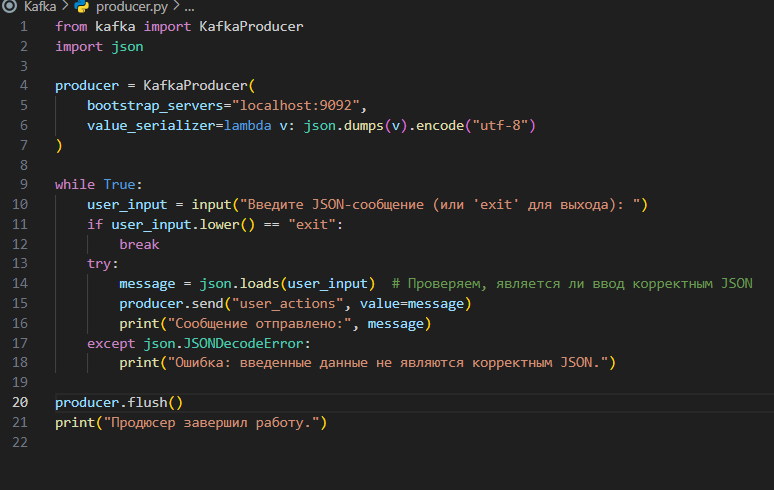 Kafka > producer.py > ...
1 from kafka import KafkaProducer
2 import json
3
4 producer = KafkaProducer(
5     bootstrap_servers="localhost:9092",
6     value_serializer=lambda v: json.dumps(v).encode("utf-8")
7 )
8
9 while True:
10     user_input = input("Введите JSON-сообщение (или 'exit' для выхода): ")
11     if user_input.lower() == "exit":
12         break
13     try:
14         message = json.loads(user_input)  # Проверяем, является ли ввод корректным JSON
15         producer.send("user_actions", value=message)
16         print("Сообщение отправлено:", message)
17     except json.JSONDecodeError:
18         print("Ошибка: введенные данные не являются корректным JSON.")
19
20 producer.flush()
21 print("Продюсер завершил работу.")
22